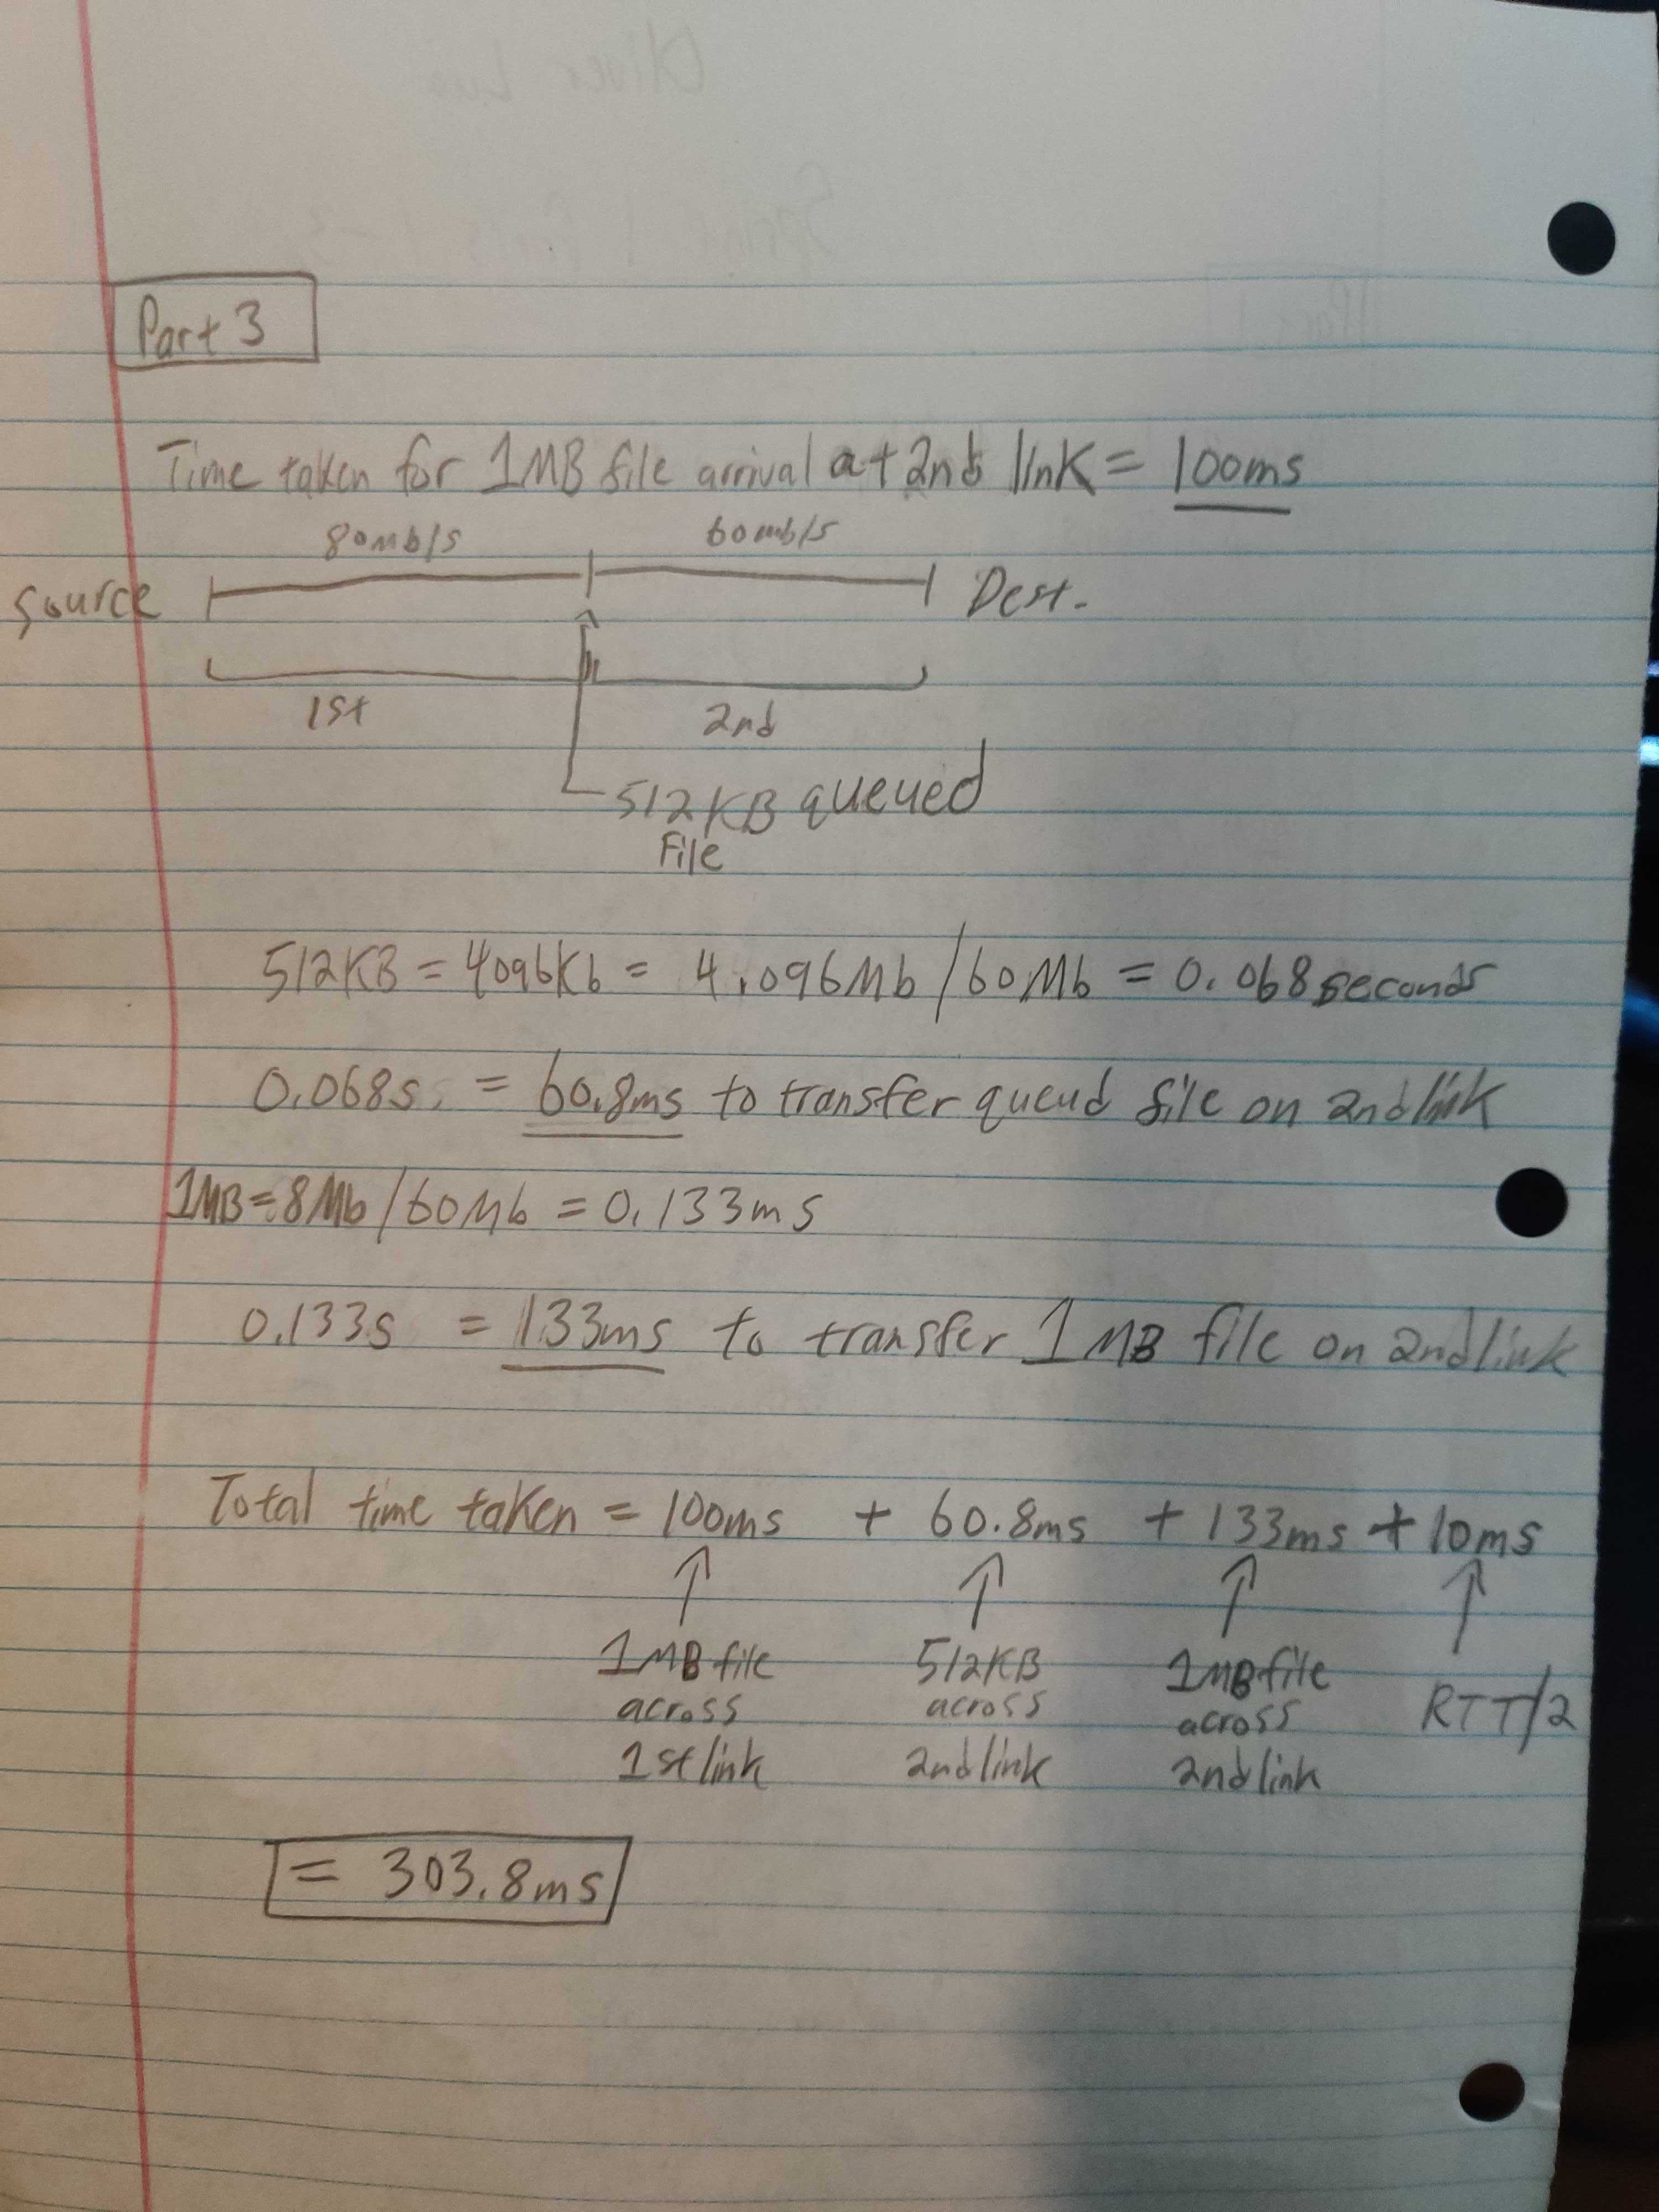 Part 3
Time taken for 1MB file arrival at 2nd link = 100ms
80mb/s 60mb/s
source Dest.
1st 2nd
512KB queued
File
512KB = 4096Kb = 4.096Mb/60Mb = 0.068seconds
0.068s = 60.8ms to transfer queud file on 2nd link
1MB=8Mb/60Mb = 0.133ms
0.133s = 133ms to transfer 1MB file on 2nd link
Total time taken = 100ms + 60.8ms + 133ms + 10ms
1MB file 512KB 1MB file RTT/2
across across across
1st link 2nd link 2nd link
= 303.8ms